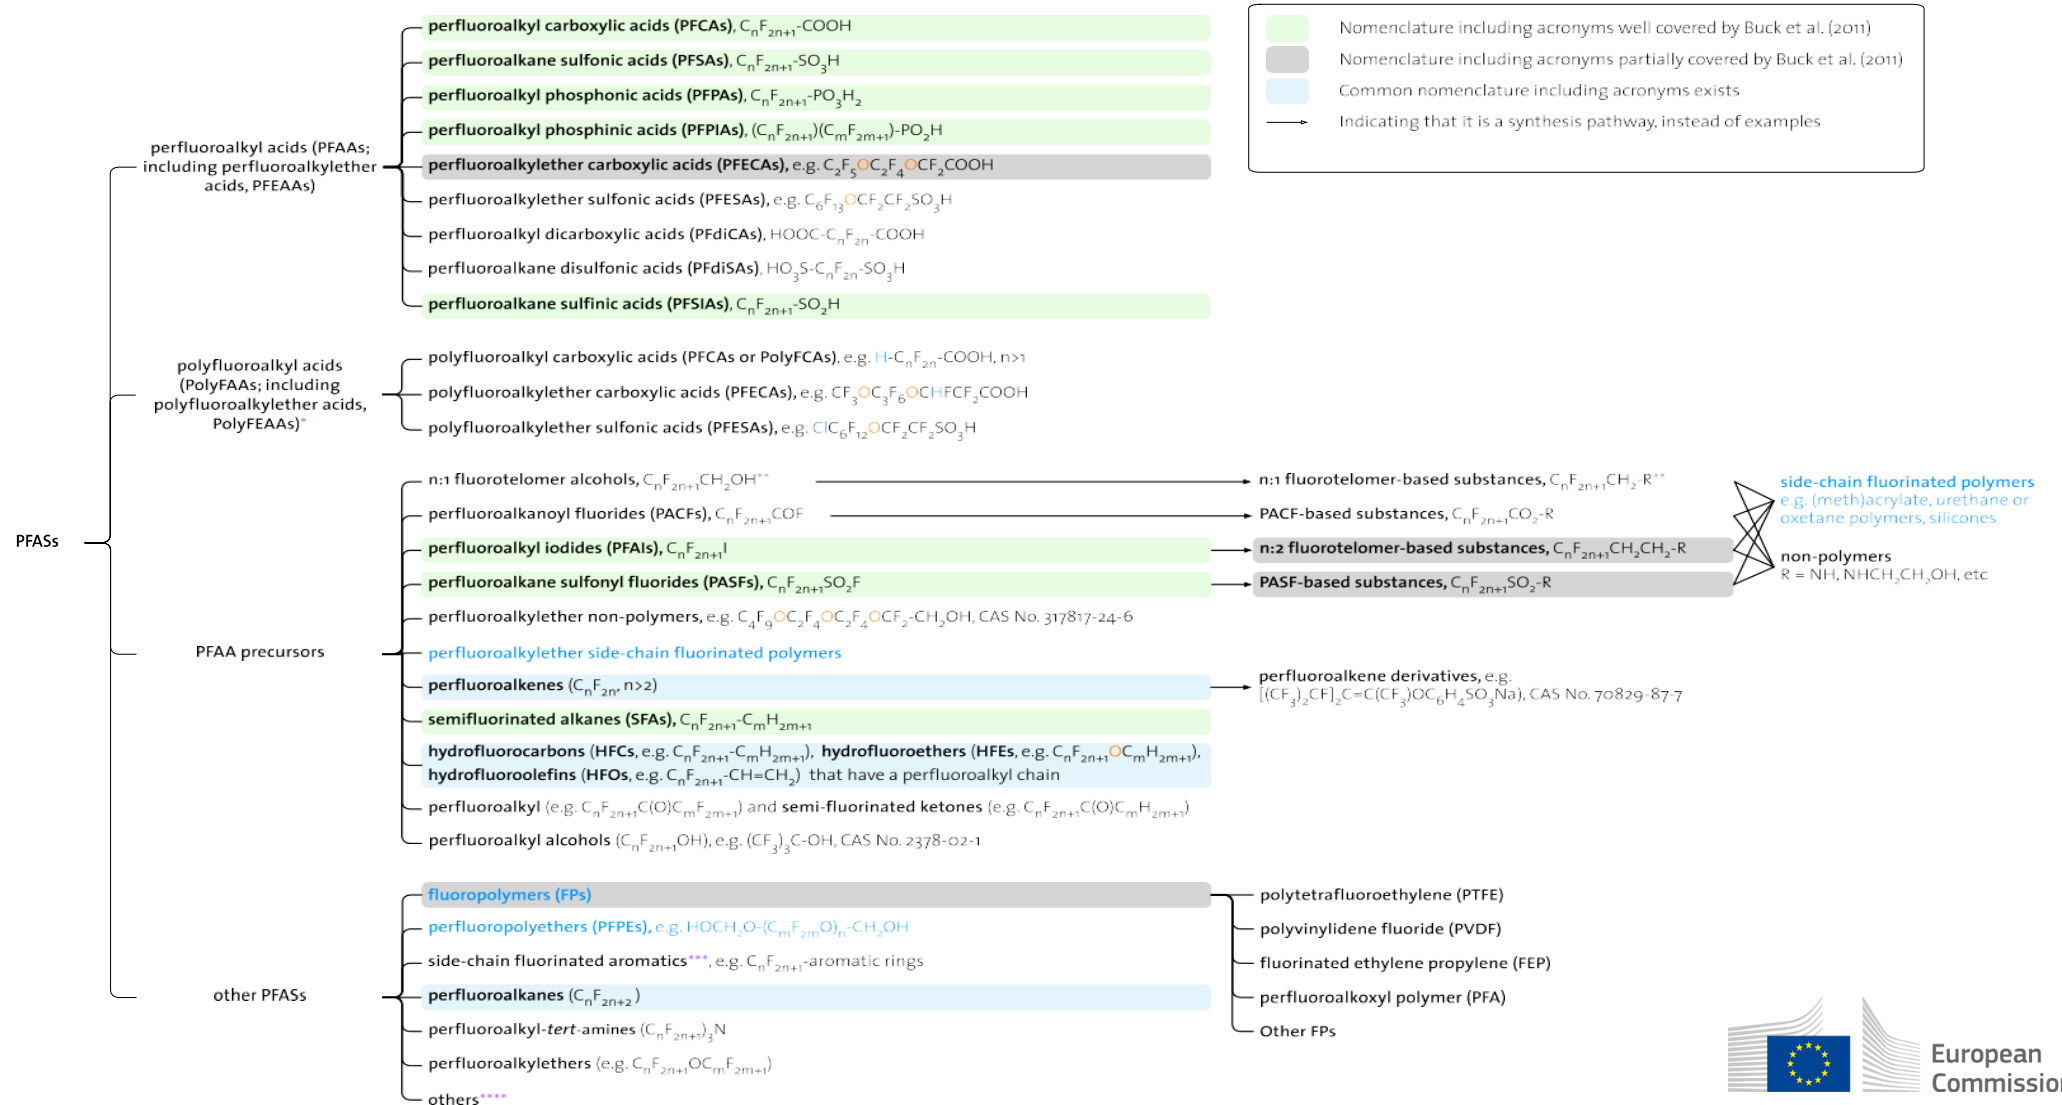 perfluoroalkyl carboxylic acids (PFCAs), CₙF₂ₙ₊₁-COOH
perfluoroalkane sulfonic acids (PFSAs), CₙF₂ₙ₊₁-SO₃H
perfluoroalkyl phosphonic acids (PFPAs), CₙF₂ₙ₊₁-PO₃H₂
perfluoroalkyl phosphinic acids (PFPIAs), (CₙF₂ₙ₊₁)(CₘF₂ₘ₊₁)-PO₂H
perfluoroalkylether carboxylic acids (PFECAs), e.g. C₂F₅OC₂F₄OCF₂COOH
perfluoroalkylether sulfonic acids (PFESAs), e.g. C₆F₁₃OCF₂CF₂SO₃H
perfluoroalkyl dicarboxylic acids (PFdiCAs), HOOC-CₙF₂ₙ-COOH
perfluoroalkane disulfonic acids (PFdiSAs), HO₃S-CₙF₂ₙ-SO₃H
perfluoroalkane sulfinic acids (PFSIAs), CₙF₂ₙ₊₁-SO₂H
perfluoroalkyl acids (PFAAs;
including perfluoroalkylether
acids, PFEAAs)
Nomenclature including acronyms well covered by Buck et al. (2011)
Nomenclature including acronyms partially covered by Buck et al. (2011)
Common nomenclature including acronyms exists
Indicating that it is a synthesis pathway, instead of examples
polyfluoroalkyl acids
(PolyFAAs; including
polyfluoroalkylether acids,
PolyFEAAs)*
polyfluoroalkyl carboxylic acids (PFCAs or PolyFCAs), e.g. H-CₙF₂ₙ-COOH, n>1
polyfluoroalkylether carboxylic acids (PFECAs), e.g. CF₃OC₃F₆OCHFCF₂COOH
polyfluoroalkylether sulfonic acids (PFESAs), e.g. ClC₆F₁₂OCF₂CF₂SO₃H
PFASs
PFAA precursors
n:1 fluorotelomer alcohols, CₙF₂ₙ₊₁CH₂OH**
n:1 fluorotelomer-based substances, CₙF₂ₙ₊₁CH₂-R**
perfluoroalkanoyl fluorides (PACFs), CₙF₂ₙ₊₁COF
PACF-based substances, CₙF₂ₙ₊₁CO₂-R
perfluoroalkyl iodides (PFAIs), CₙF₂ₙ₊₁I
n:2 fluorotelomer-based substances, CₙF₂ₙ₊₁CH₂CH₂-R
perfluoroalkane sulfonyl fluorides (PASFs), CₙF₂ₙ₊₁SO₂F
PASF-based substances, CₙF₂ₙ₊₁SO₂-R
side-chain fluorinated polymers
e.g. (meth)acrylate, urethane or
oxetane polymers, silicones
non-polymers
R = NH, NHCH₂CH₂OH, etc
perfluoroalkylether non-polymers, e.g. C₄F₉OC₂F₄OC₂F₄OCF₂-CH₂OH, CAS No. 317817-24-6
perfluoroalkylether side-chain fluorinated polymers
perfluoroalkenes (CₙF₂ₙ, n>2)
perfluoroalkene derivatives, e.g.
[(CF₃)₂CF]₂C=C(CF₃)OC₆H₄SO₃Na), CAS No. 70829-87-7
semifluorinated alkanes (SFAs), CₙF₂ₙ₊₁-CₘH₂ₘ₊₁
hydrofluorocarbons (HFCs, e.g. CₙF₂ₙ₊₁-CₘH₂ₘ₊₁), hydrofluoroethers (HFEs, e.g. CₙF₂ₙ₊₁OCₘH₂ₘ₊₁),
hydrofluoroolefins (HFOs, e.g. CₙF₂ₙ₊₁-CH=CH₂) that have a perfluoroalkyl chain
perfluoroalkyl (e.g. CₙF₂ₙ₊₁C(O)CₘF₂ₘ₊₁) and semi-fluorinated ketones (e.g. CₙF₂ₙ₊₁C(O)CₘH₂ₘ₊₁)
perfluoroalkyl alcohols (CₙF₂ₙ₊₁OH), e.g. (CF₃)₃C-OH, CAS No. 2378-02-1
other PFASs
fluoropolymers (FPs)
perfluoropolyethers (PFPEs), e.g. HOCH₂O-(CₘF₂ₘO)ₙ-CH₂OH
side-chain fluorinated aromatics***, e.g. CₙF₂ₙ₊₁-aromatic rings
perfluoroalkanes (CₙF₂ₙ₊₂)
perfluoroalkyl-tert-amines (CₙF₂ₙ₊₁)₃N
perfluoroalkylethers (e.g. CₙF₂ₙ₊₁OCₘF₂ₘ₊₁)
others****
polytetrafluoroethylene (PTFE)
polyvinylidene fluoride (PVDF)
fluorinated ethylene propylene (FEP)
perfluoroalkoxyl polymer (PFA)
Other FPs
European
Commission